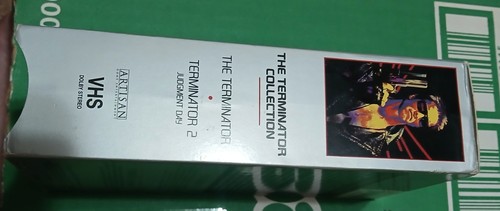 THE TERMINATOR
COLLECTION
THE TERMINATOR
•
TERMINATOR 2
JUDGMENT DAY
ARTISAN
VHS
DOLBY STEREO